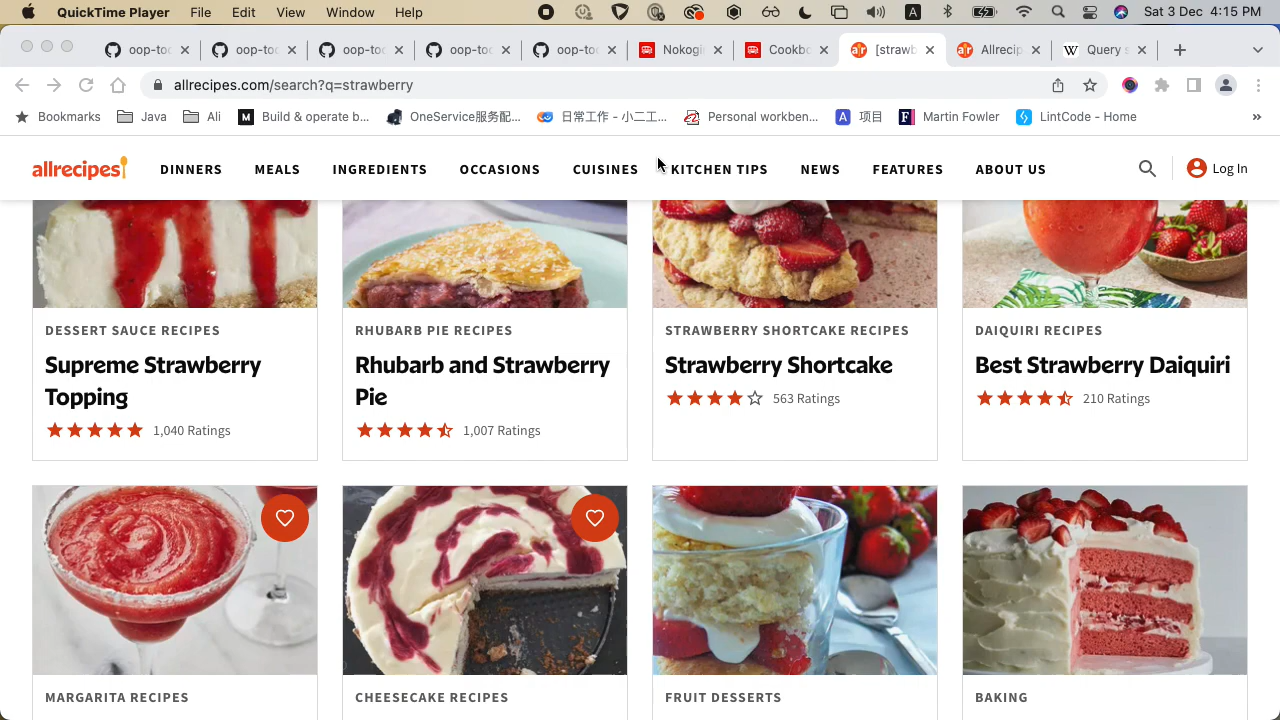 QuickTime Player File Edit View Window Help A Sat 3 Dec 4:15 PM
oop-too oop-too oop-too oop-too oop-too Nokogi Cookbo [strawb Allrecip Query s
allrecipes.com/search?q=strawberry
Bookmarks Java Ali Build & operate b... OneService服务配... 日常工作 - 小二工... Personal workben... 项目 Martin Fowler LintCode - Home »
allrecipes DINNERS MEALS INGREDIENTS OCCASIONS CUISINES KITCHEN TIPS NEWS FEATURES ABOUT US Log In
DESSERT SAUCE RECIPES
Supreme Strawberry
Topping
1,040 Ratings
RHUBARB PIE RECIPES
Rhubarb and Strawberry
Pie
1,007 Ratings
STRAWBERRY SHORTCAKE RECIPES
Strawberry Shortcake
563 Ratings
DAIQUIRI RECIPES
Best Strawberry Daiquiri
210 Ratings
MARGARITA RECIPES
CHEESECAKE RECIPES
FRUIT DESSERTS
BAKING